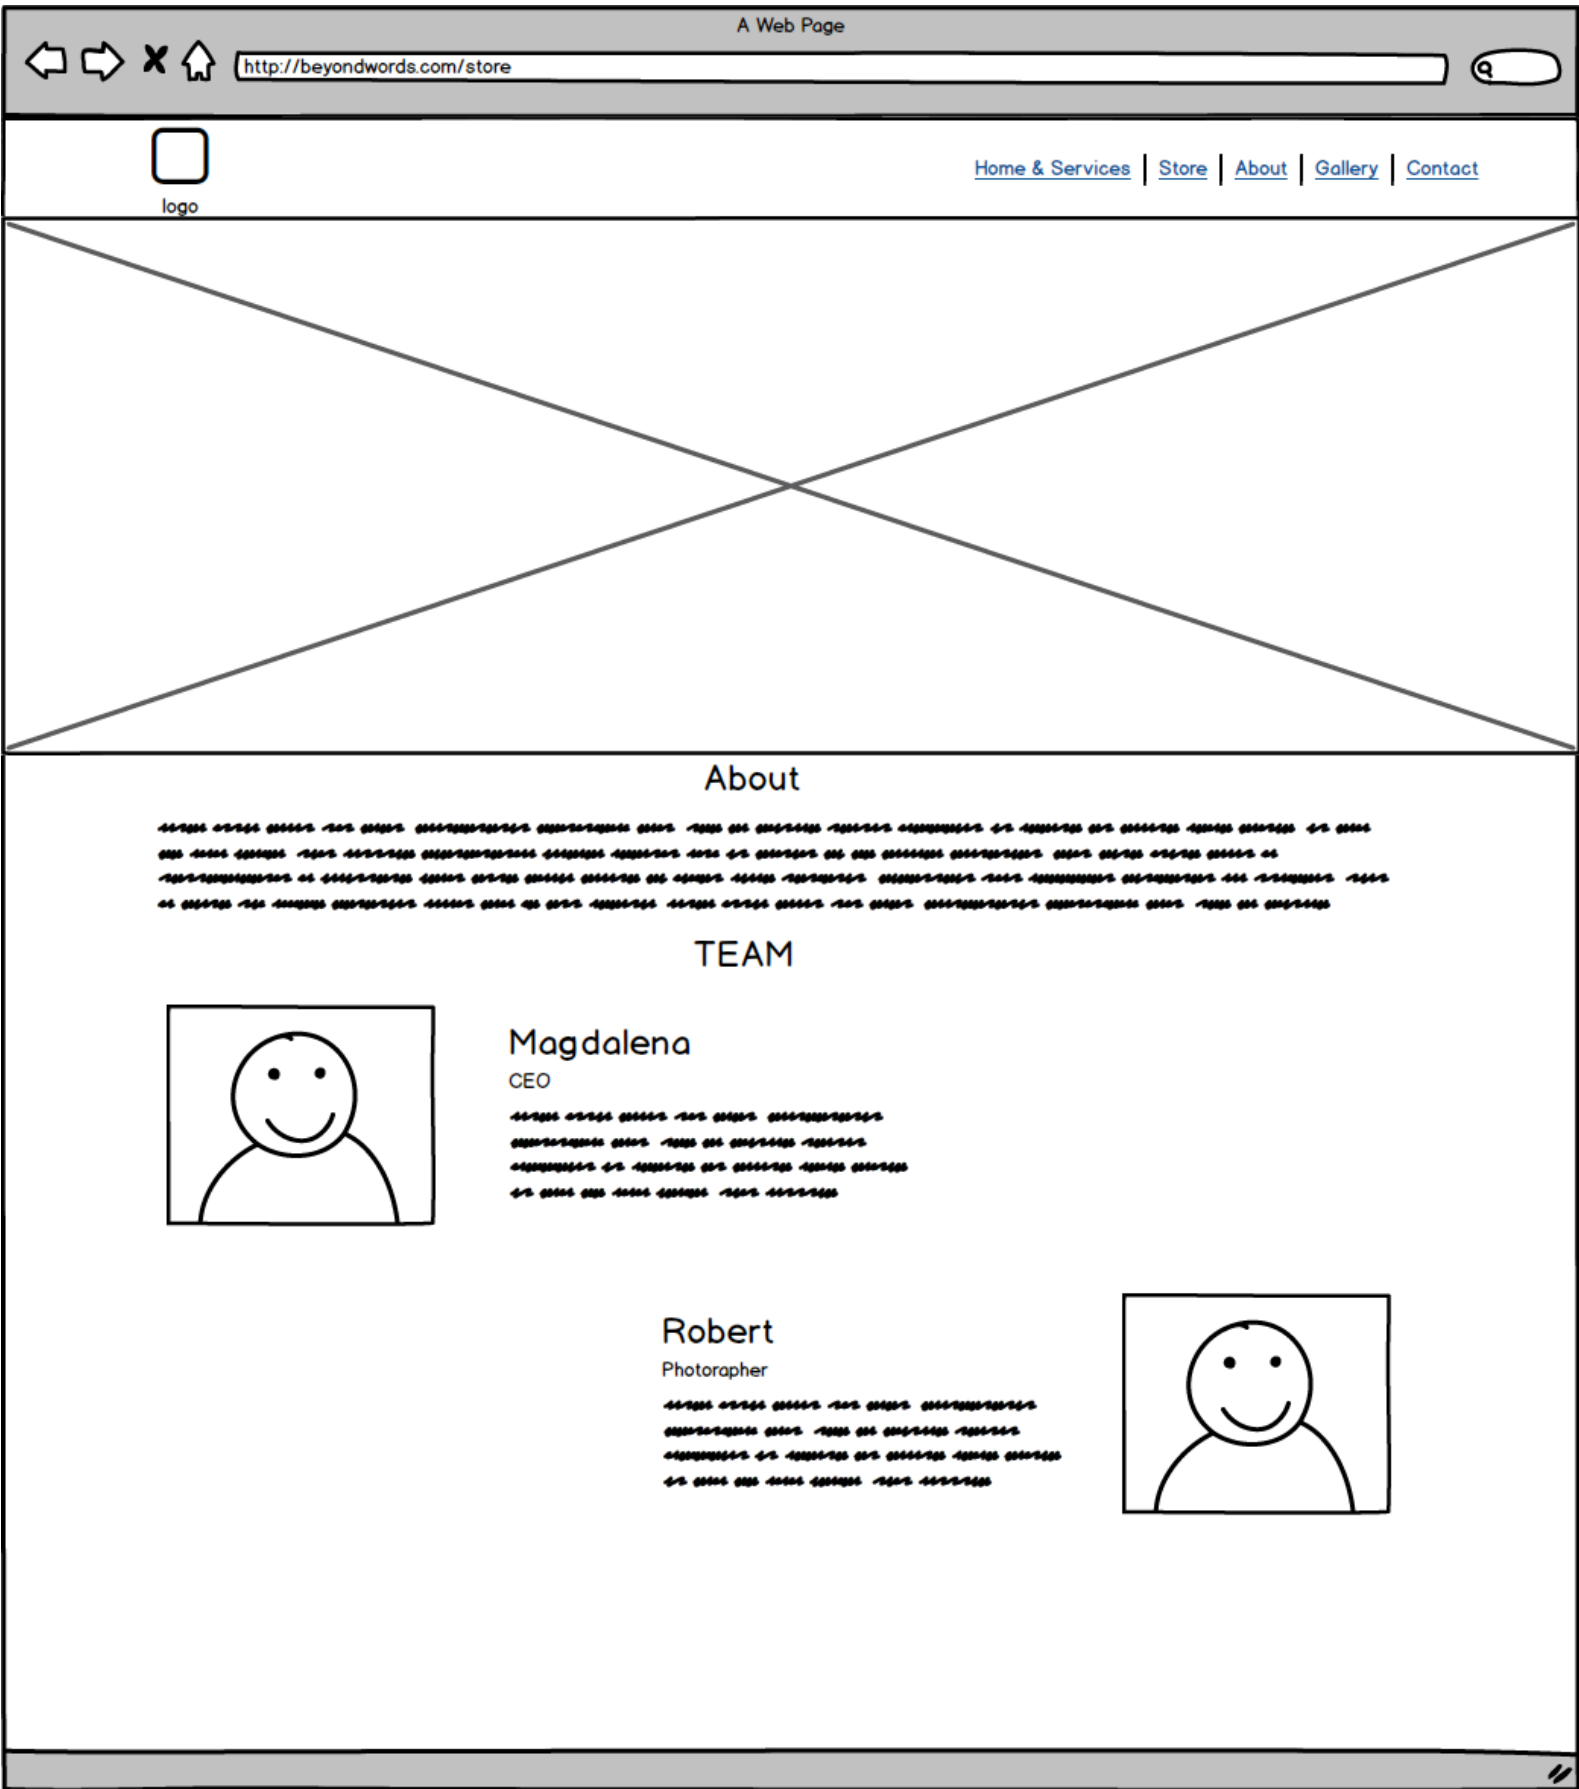 A Web Page
http://beyondwords.com/store
Home & Services | Store | About | Gallery | Contact
logo
About
TEAM
Magdalena
CEO
Robert
Photorapher